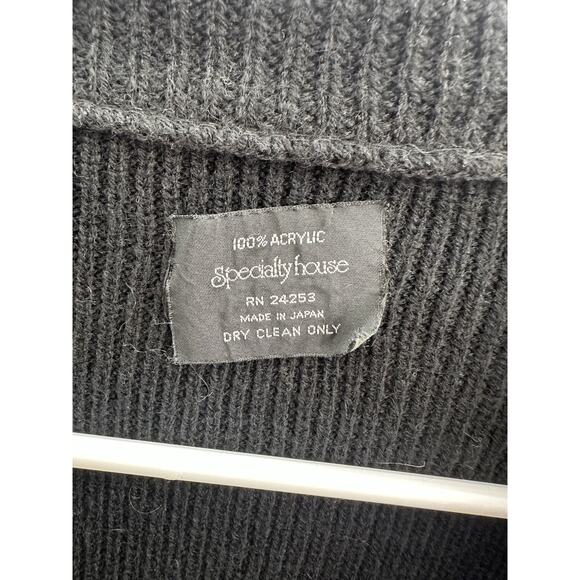 100% ACRYLIC
Specialty house
RN 24253
MADE IN JAPAN
DRY CLEAN ONLY